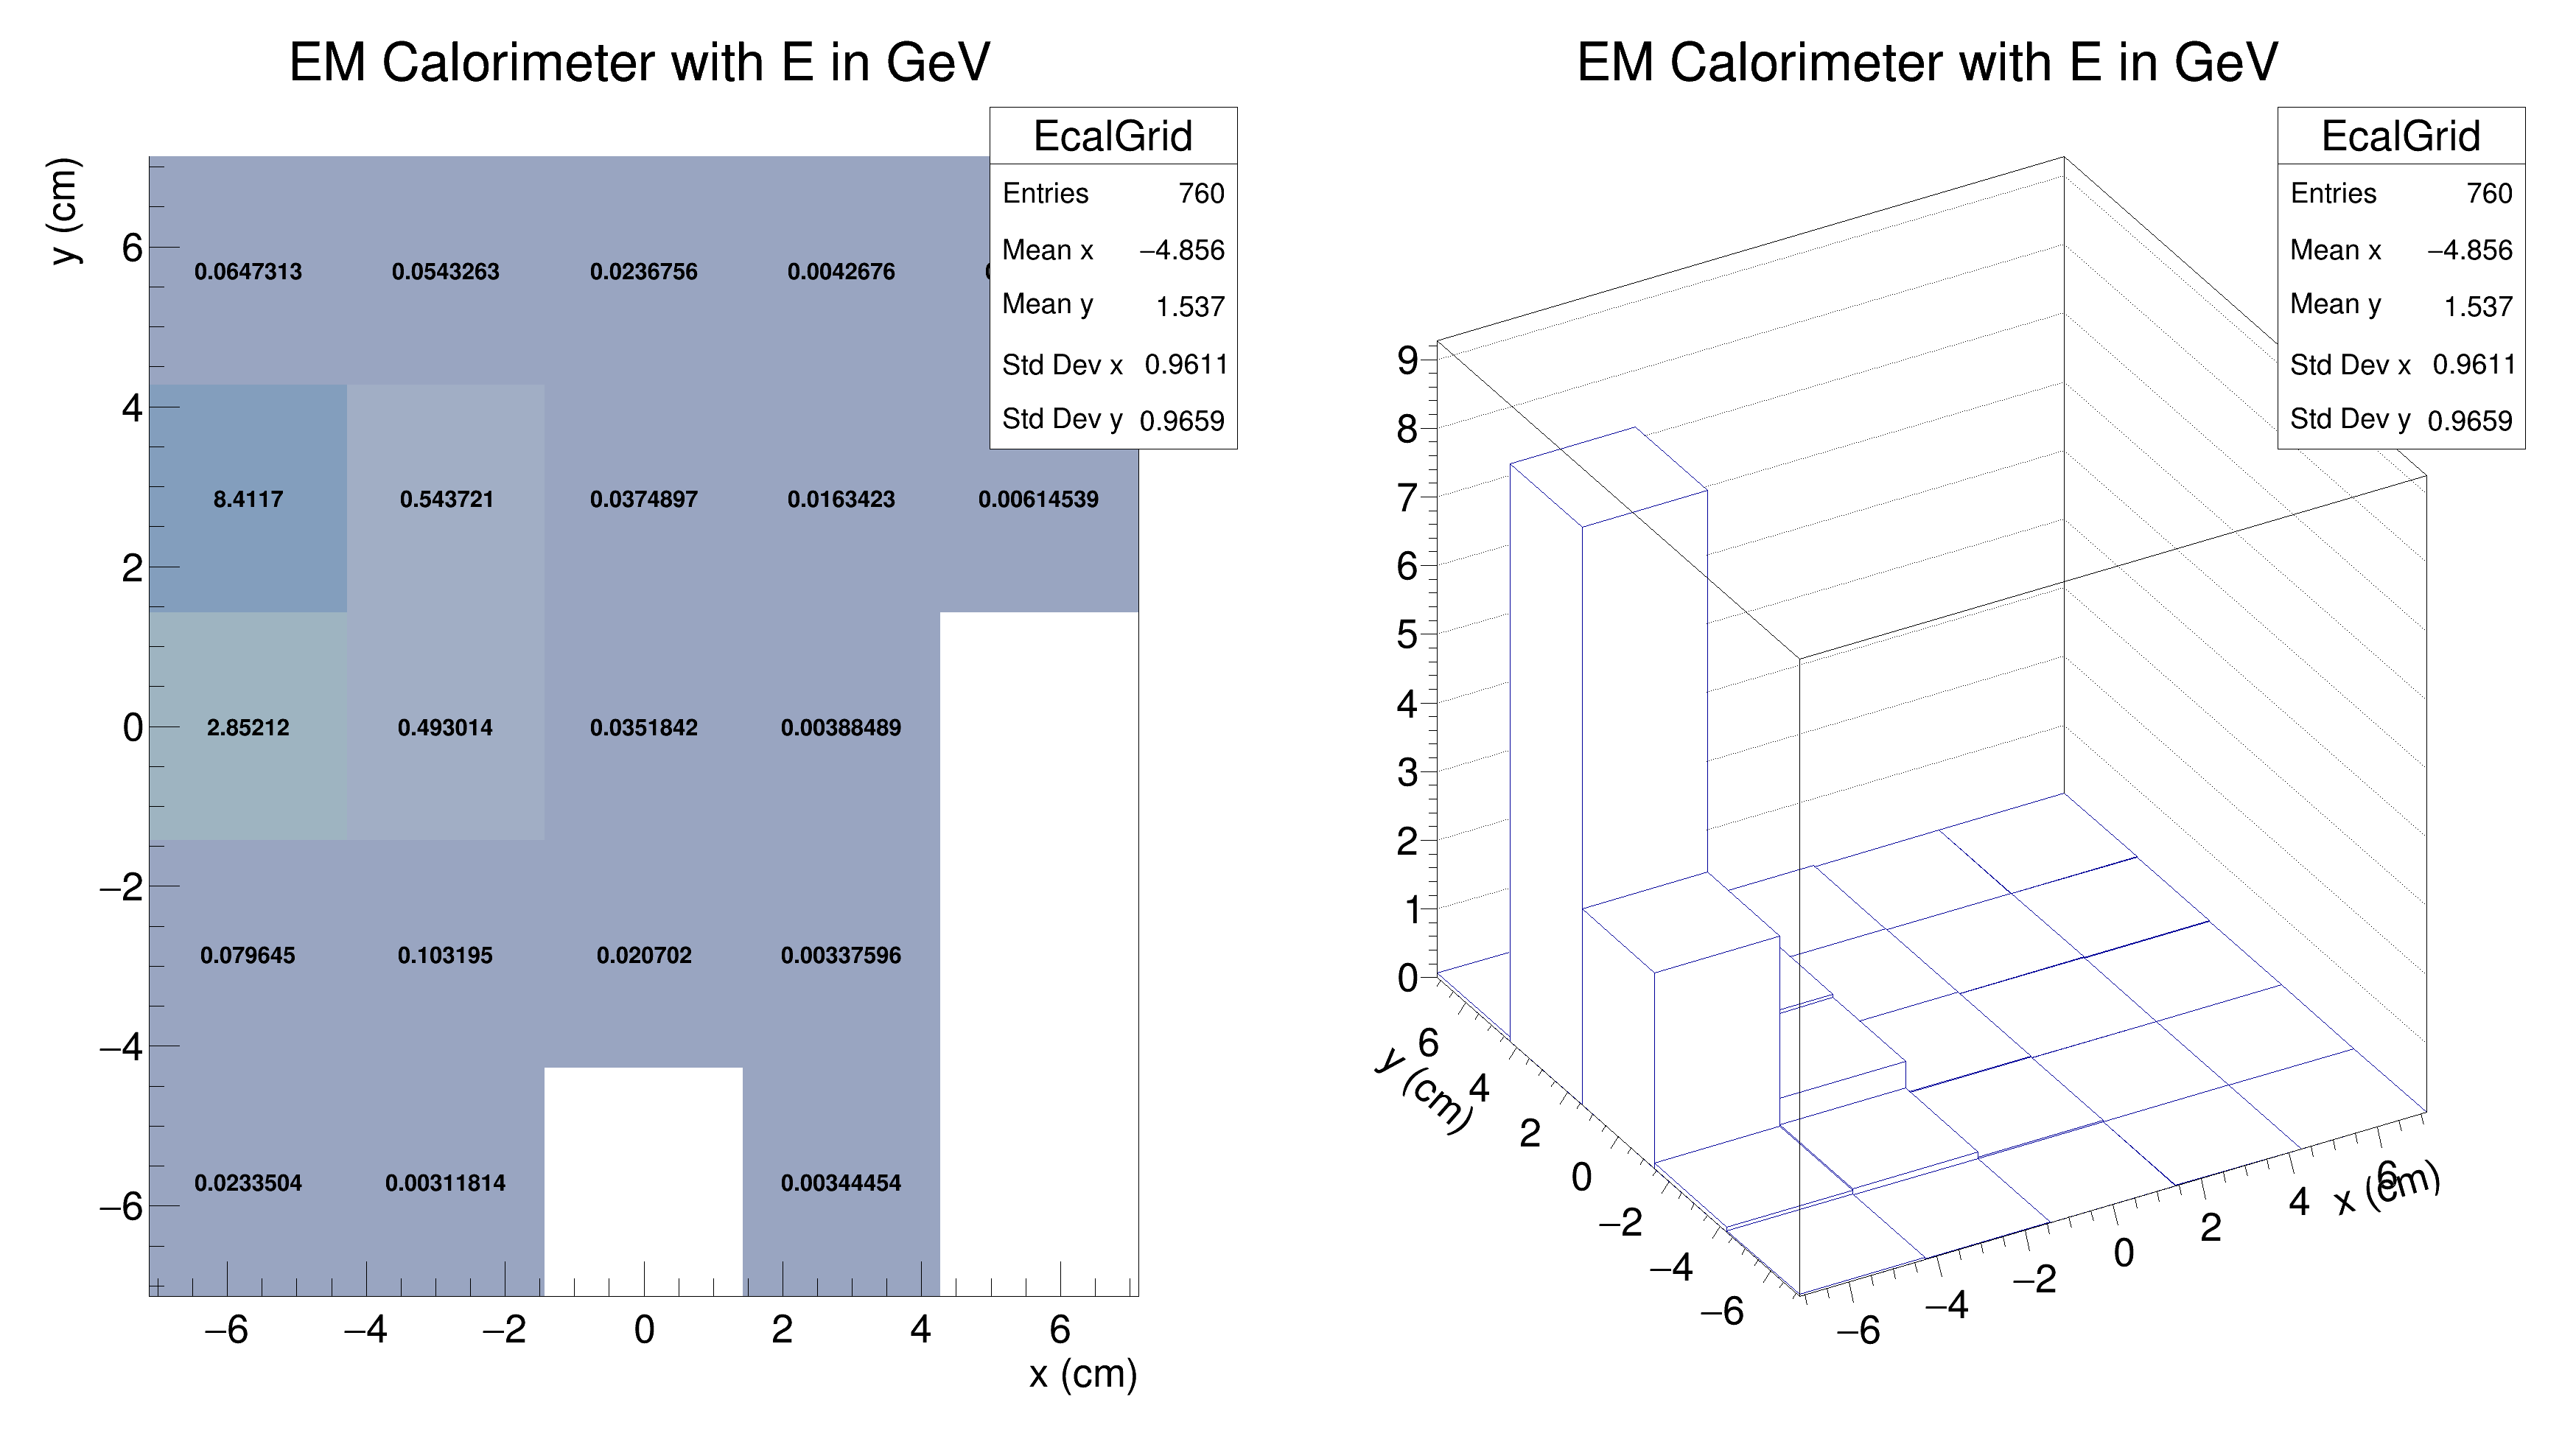 EM Calorimeter with E in GeV
EcalGrid
Entries 760
Mean x −4.856
Mean y 1.537
Std Dev x 0.9611
Std Dev y 0.9659
y (cm)
6
4
2
0
−2
−4
−6
0.0647313 0.0543263 0.0236756 0.0042676
8.4117 0.543721 0.0374897 0.0163423 0.00614539
2.85212 0.493014 0.0351842 0.00388489
0.079645 0.103195 0.020702 0.00337596
0.0233504 0.00311814 0.00344454
−6 −4 −2 0 2 4 6
x (cm)
EM Calorimeter with E in GeV
EcalGrid
Entries 760
Mean x −4.856
Mean y 1.537
Std Dev x 0.9611
Std Dev y 0.9659
9
8
7
6
5
4
3
2
1
0
y (cm)
6
4
2
0
−2
−4
−6
−6 −4 −2 0 2 4 6
x (cm)